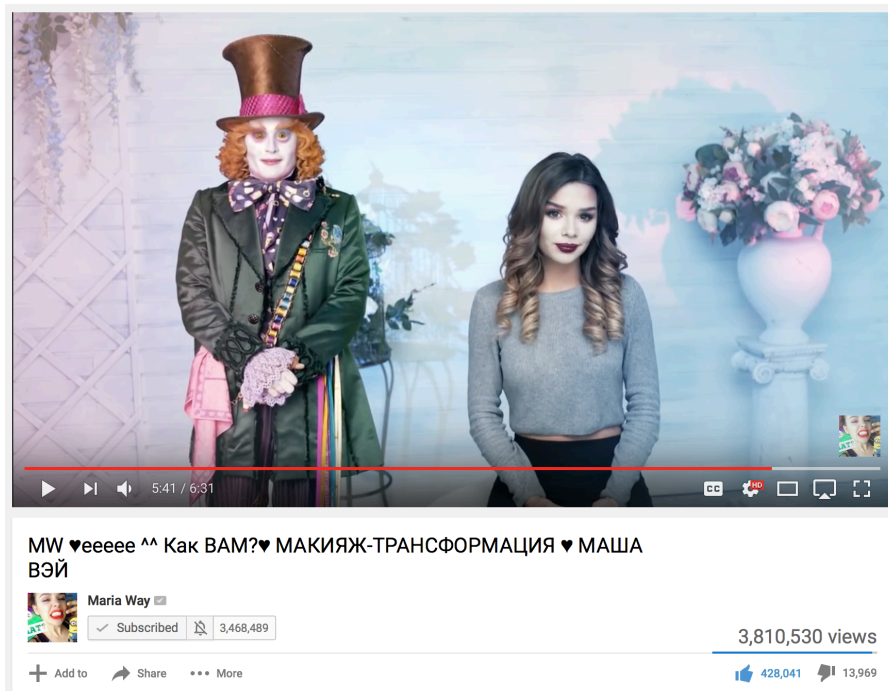 5:41 / 6:31
CC
HD
MW ♥eeeee ^^ Как ВАМ?♥ МАКИЯЖ-ТРАНСФОРМАЦИЯ ♥ МАША
ВЭЙ
Maria Way
Subscribed 3,468,489
3,810,530 views
Add to Share More
428,041 13,969